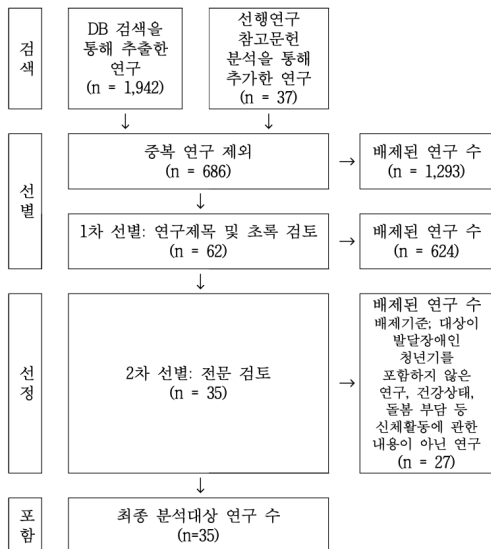 검
색
DB 검색을
통해 추출한
연구
(n = 1,942)
선행연구
참고문헌
분석을 통해
추가한 연구
(n = 37)
↓
↓
선
별
중복 연구 제외
(n = 686)
→
배제된 연구 수
(n = 1,293)
↓
1차 선별: 연구제목 및 초록 검토
(n = 62)
→
배제된 연구 수
(n = 624)
↓
선
정
2차 선별: 전문 검토
(n = 35)
→
배제된 연구 수
배제기준; 대상이
발달장애인
청년기를
포함하지 않은
연구, 건강상태,
돌봄 부담 등
신체활동에 관한
내용이 아닌 연구
(n = 27)
↓
포
함
최종 분석대상 연구 수
(n=35)